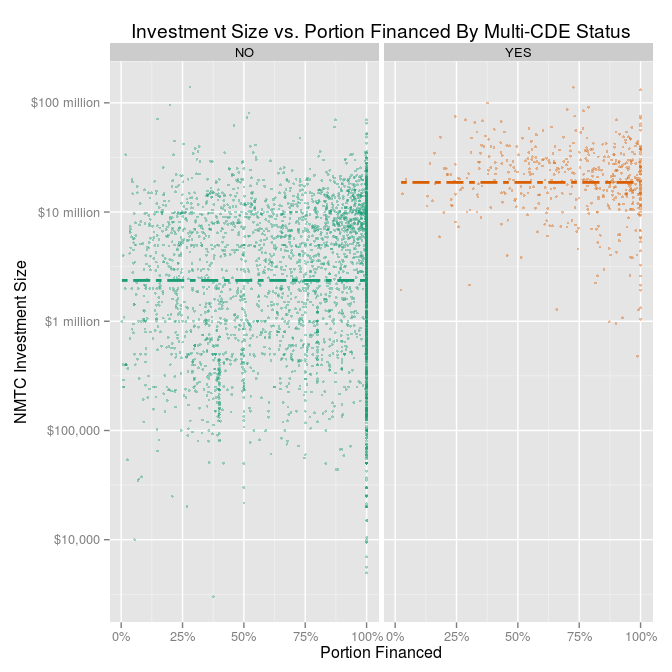 Investment Size vs. Portion Financed By Multi-CDE Status
NO
YES
NMTC Investment Size
$100 million
$10 million
$1 million
$100,000
$10,000
0%
25%
50%
75%
100%
0%
25%
50%
75%
100%
Portion Financed